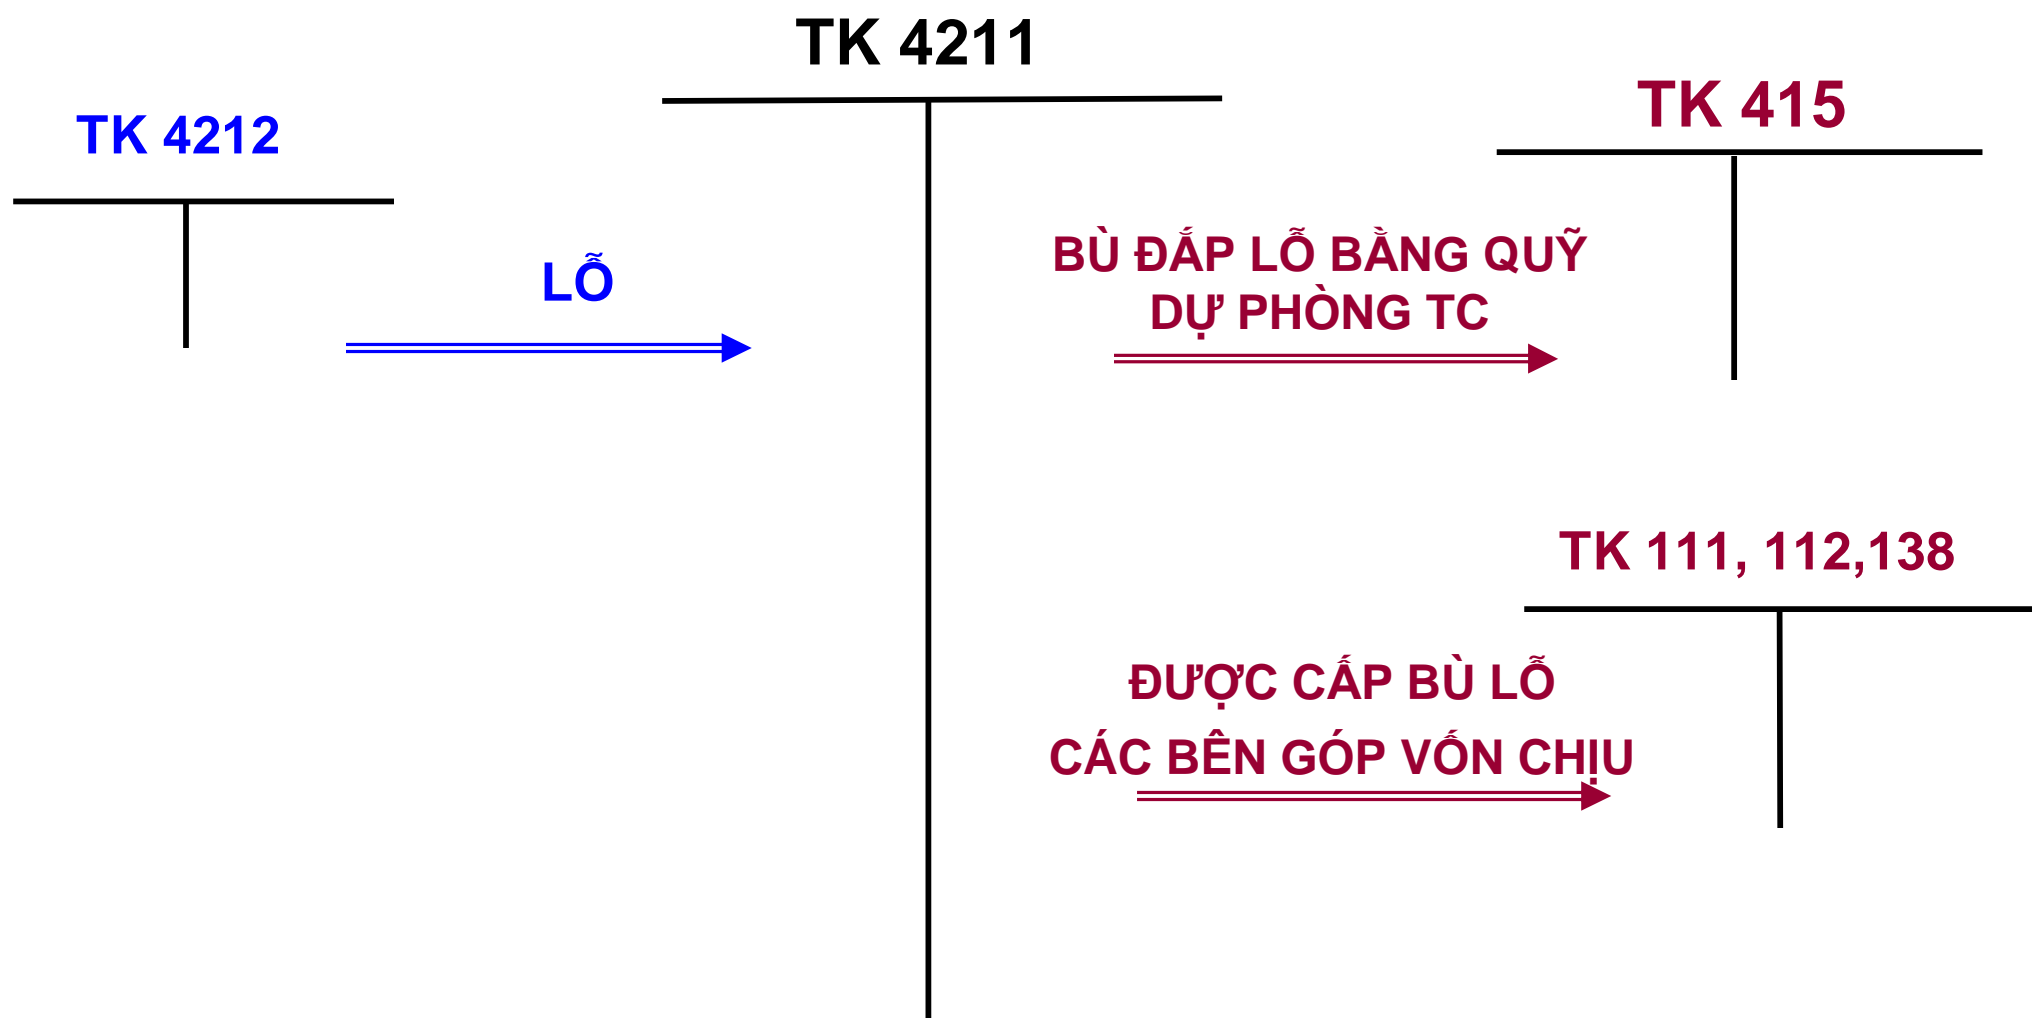 TK 4211
TK 4212
TK 415
LỖ
BÙ ĐẮP LỖ BẰNG QUỸ
DỰ PHÒNG TC
TK 111, 112,138
ĐƯỢC CẤP BÙ LỖ
CÁC BÊN GÓP VỐN CHỊU